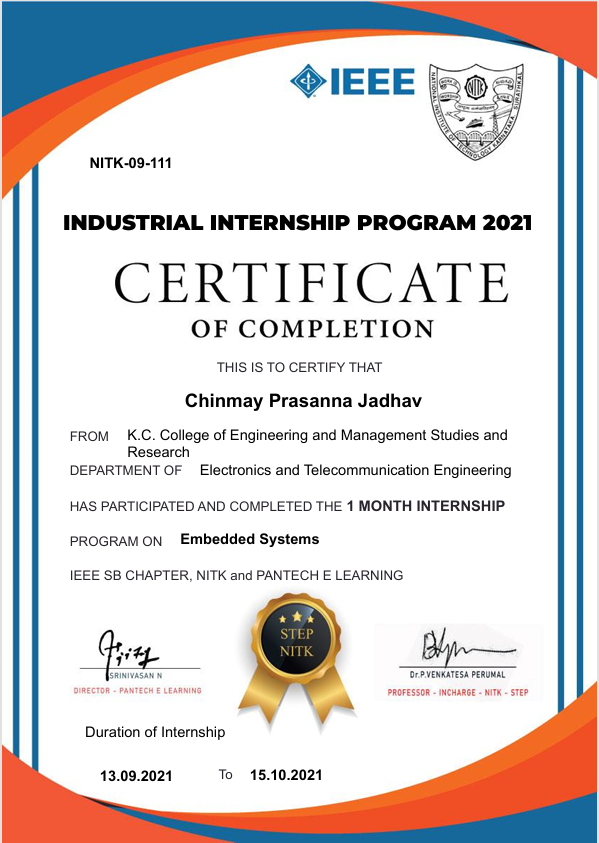 IEEE
NATIONAL INSTITUTE OF TECHNOLOGY KARNATAKA, SURATHKAL
NITK
NITK-09-111
INDUSTRIAL INTERNSHIP PROGRAM 2021
CERTIFICATE
OF COMPLETION
THIS IS TO CERTIFY THAT
Chinmay Prasanna Jadhav
FROM K.C. College of Engineering and Management Studies and
Research
DEPARTMENT OF Electronics and Telecommunication Engineering
HAS PARTICIPATED AND COMPLETED THE 1 MONTH INTERNSHIP
PROGRAM ON Embedded Systems
IEEE SB CHAPTER, NITK and PANTECH E LEARNING
STEP
NITK
SRINIVASAN N
DIRECTOR - PANTECH E LEARNING
Dr.P.VENKATESA PERUMAL
PROFESSOR - INCHARGE - NITK - STEP
Duration of Internship
13.09.2021 To 15.10.2021